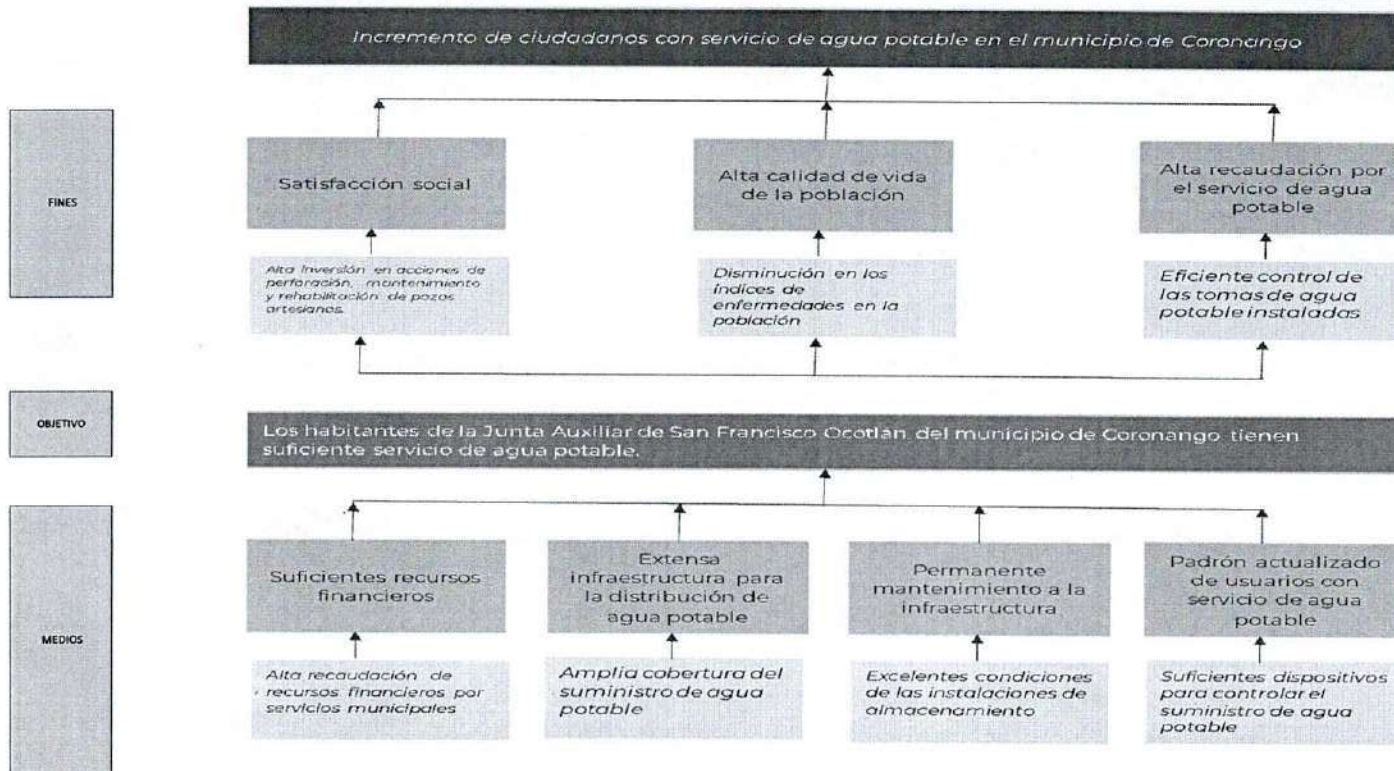 Incremento de ciudadanos con servicio de agua potable en el municipio de Coronango
FINES
Satisfacción social
Alta calidad de vida
de la población
Alta recaudación por
el servicio de agua
potable
Alta inversión en acciones de
perforación, mantenimiento
y rehabilitación de pozos
artesianos.
Disminución en los
índices de
enfermedades en la
población
Eficiente control de
las tomas de agua
potable instaladas
OBJETIVO
Los habitantes de la Junta Auxiliar de San Francisco Ocotlán del municipio de Coronango tienen
suficiente servicio de agua potable.
MEDIOS
Suficientes recursos
financieros
Extensa
infraestructura para
la distribución de
agua potable
Permanente
mantenimiento a la
infraestructura
Padrón actualizado
de usuarios con
servicio de agua
potable
Alta recaudación de
recursos financieros por
servicios municipales
Amplia cobertura del
suministro de agua
potable
Excelentes condiciones
de las instalaciones de
almacenamiento
Suficientes dispositivos
para controlar el
suministro de agua
potable